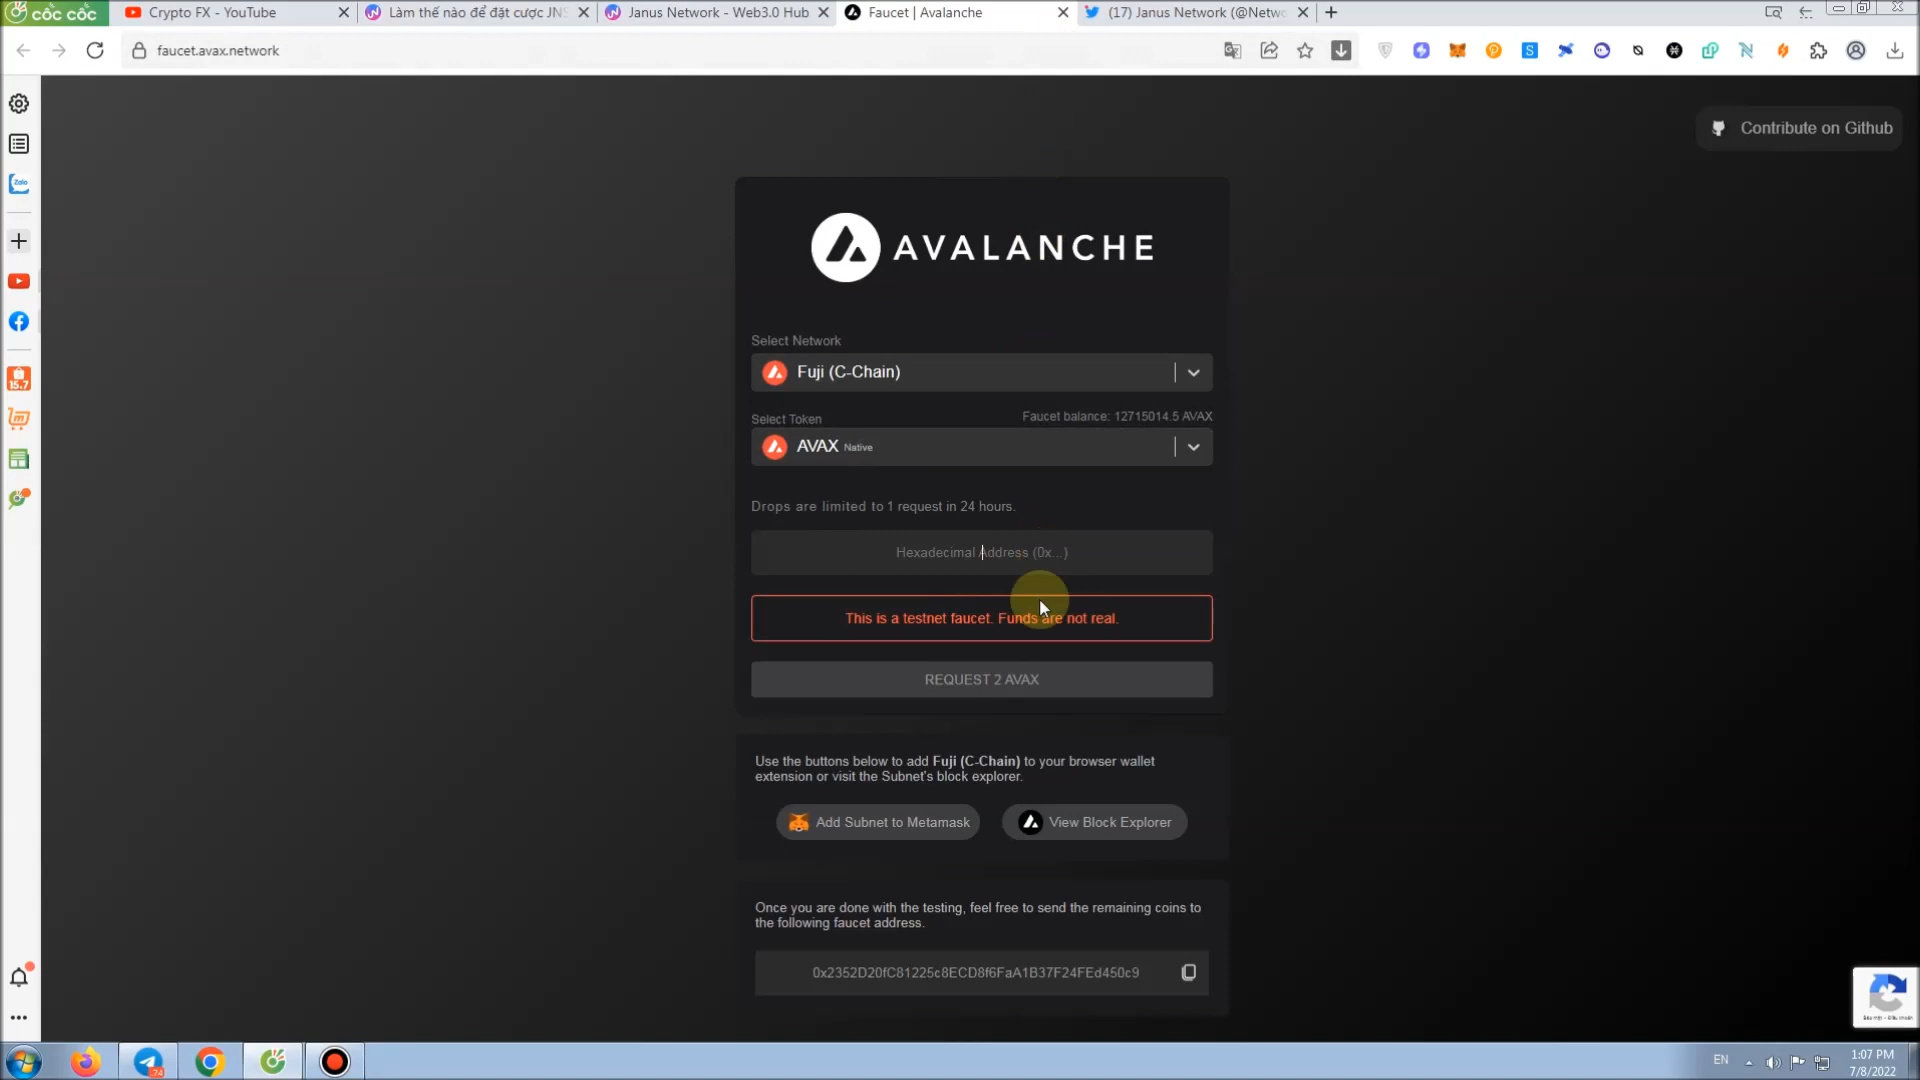 cốc cốc
Crypto FX - YouTube
Làm thế nào để đặt cược JNS
Janus Network - Web3.0 Hub
Faucet | Avalanche
(17) Janus Network (@Netwo
faucet.avax.network
Contribute on Github
Zalo
AVALANCHE
Select Network
Fuji (C-Chain)
Select Token
Faucet balance: 12715014.5 AVAX
15.7
AVAX Native
Drops are limited to 1 request in 24 hours.
Hexadecimal Address (0x...)
This is a testnet faucet. Funds are not real.
REQUEST 2 AVAX
Use the buttons below to add Fuji (C-Chain) to your browser wallet
extension or visit the Subnet's block explorer.
Add Subnet to Metamask
View Block Explorer
Once you are done with the testing, feel free to send the remaining coins to
the following faucet address.
0x2352D20fC81225c8ECD8f6FaA1B37F24FEd450c9
74
EN
1:07 PM
7/8/2022